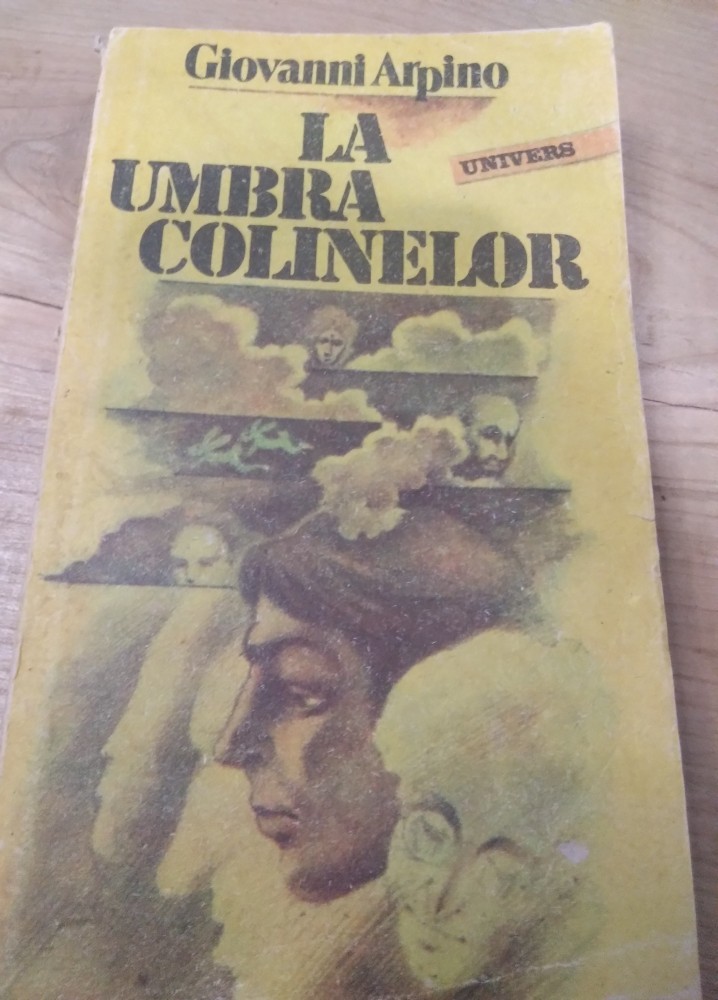 Giovanni Arpino
LA
UMBRA
COLINELOR
UNIVERS